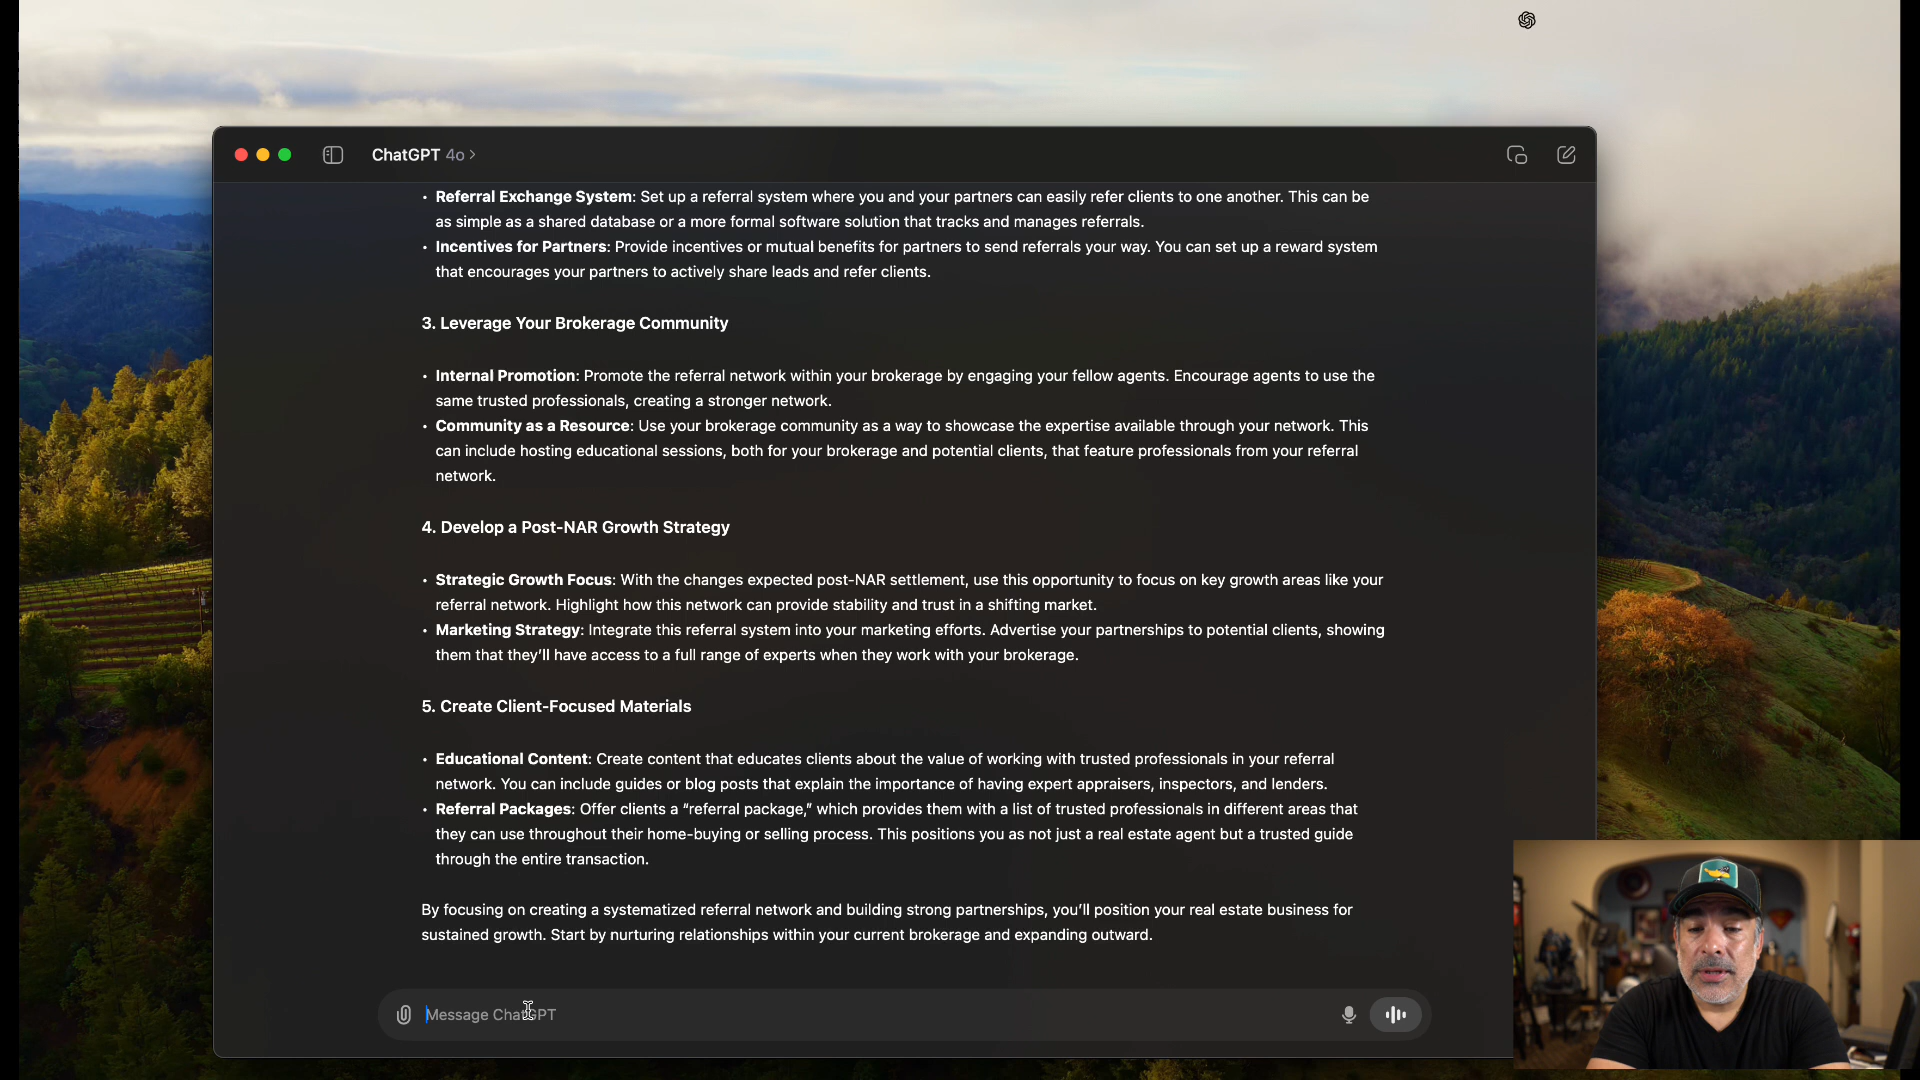 ChatGPT 4o >
• Referral Exchange System: Set up a referral system where you and your partners can easily refer clients to one another. This can be
as simple as a shared database or a more formal software solution that tracks and manages referrals.
• Incentives for Partners: Provide incentives or mutual benefits for partners to send referrals your way. You can set up a reward system
that encourages your partners to actively share leads and refer clients.
3. Leverage Your Brokerage Community
• Internal Promotion: Promote the referral network within your brokerage by engaging your fellow agents. Encourage agents to use the
same trusted professionals, creating a stronger network.
• Community as a Resource: Use your brokerage community as a way to showcase the expertise available through your network. This
can include hosting educational sessions, both for your brokerage and potential clients, that feature professionals from your referral
network.
4. Develop a Post-NAR Growth Strategy
• Strategic Growth Focus: With the changes expected post-NAR settlement, use this opportunity to focus on key growth areas like your
referral network. Highlight how this network can provide stability and trust in a shifting market.
• Marketing Strategy: Integrate this referral system into your marketing efforts. Advertise your partnerships to potential clients, showing
them that they’ll have access to a full range of experts when they work with your brokerage.
5. Create Client-Focused Materials
• Educational Content: Create content that educates clients about the value of working with trusted professionals in your referral
network. You can include guides or blog posts that explain the importance of having expert appraisers, inspectors, and lenders.
• Referral Packages: Offer clients a “referral package,” which provides them with a list of trusted professionals in different areas that
they can use throughout their home-buying or selling process. This positions you as not just a real estate agent but a trusted guide
through the entire transaction.
By focusing on creating a systematized referral network and building strong partnerships, you’ll position your real estate business for
sustained growth. Start by nurturing relationships within your current brokerage and expanding outward.
Message ChatGPT